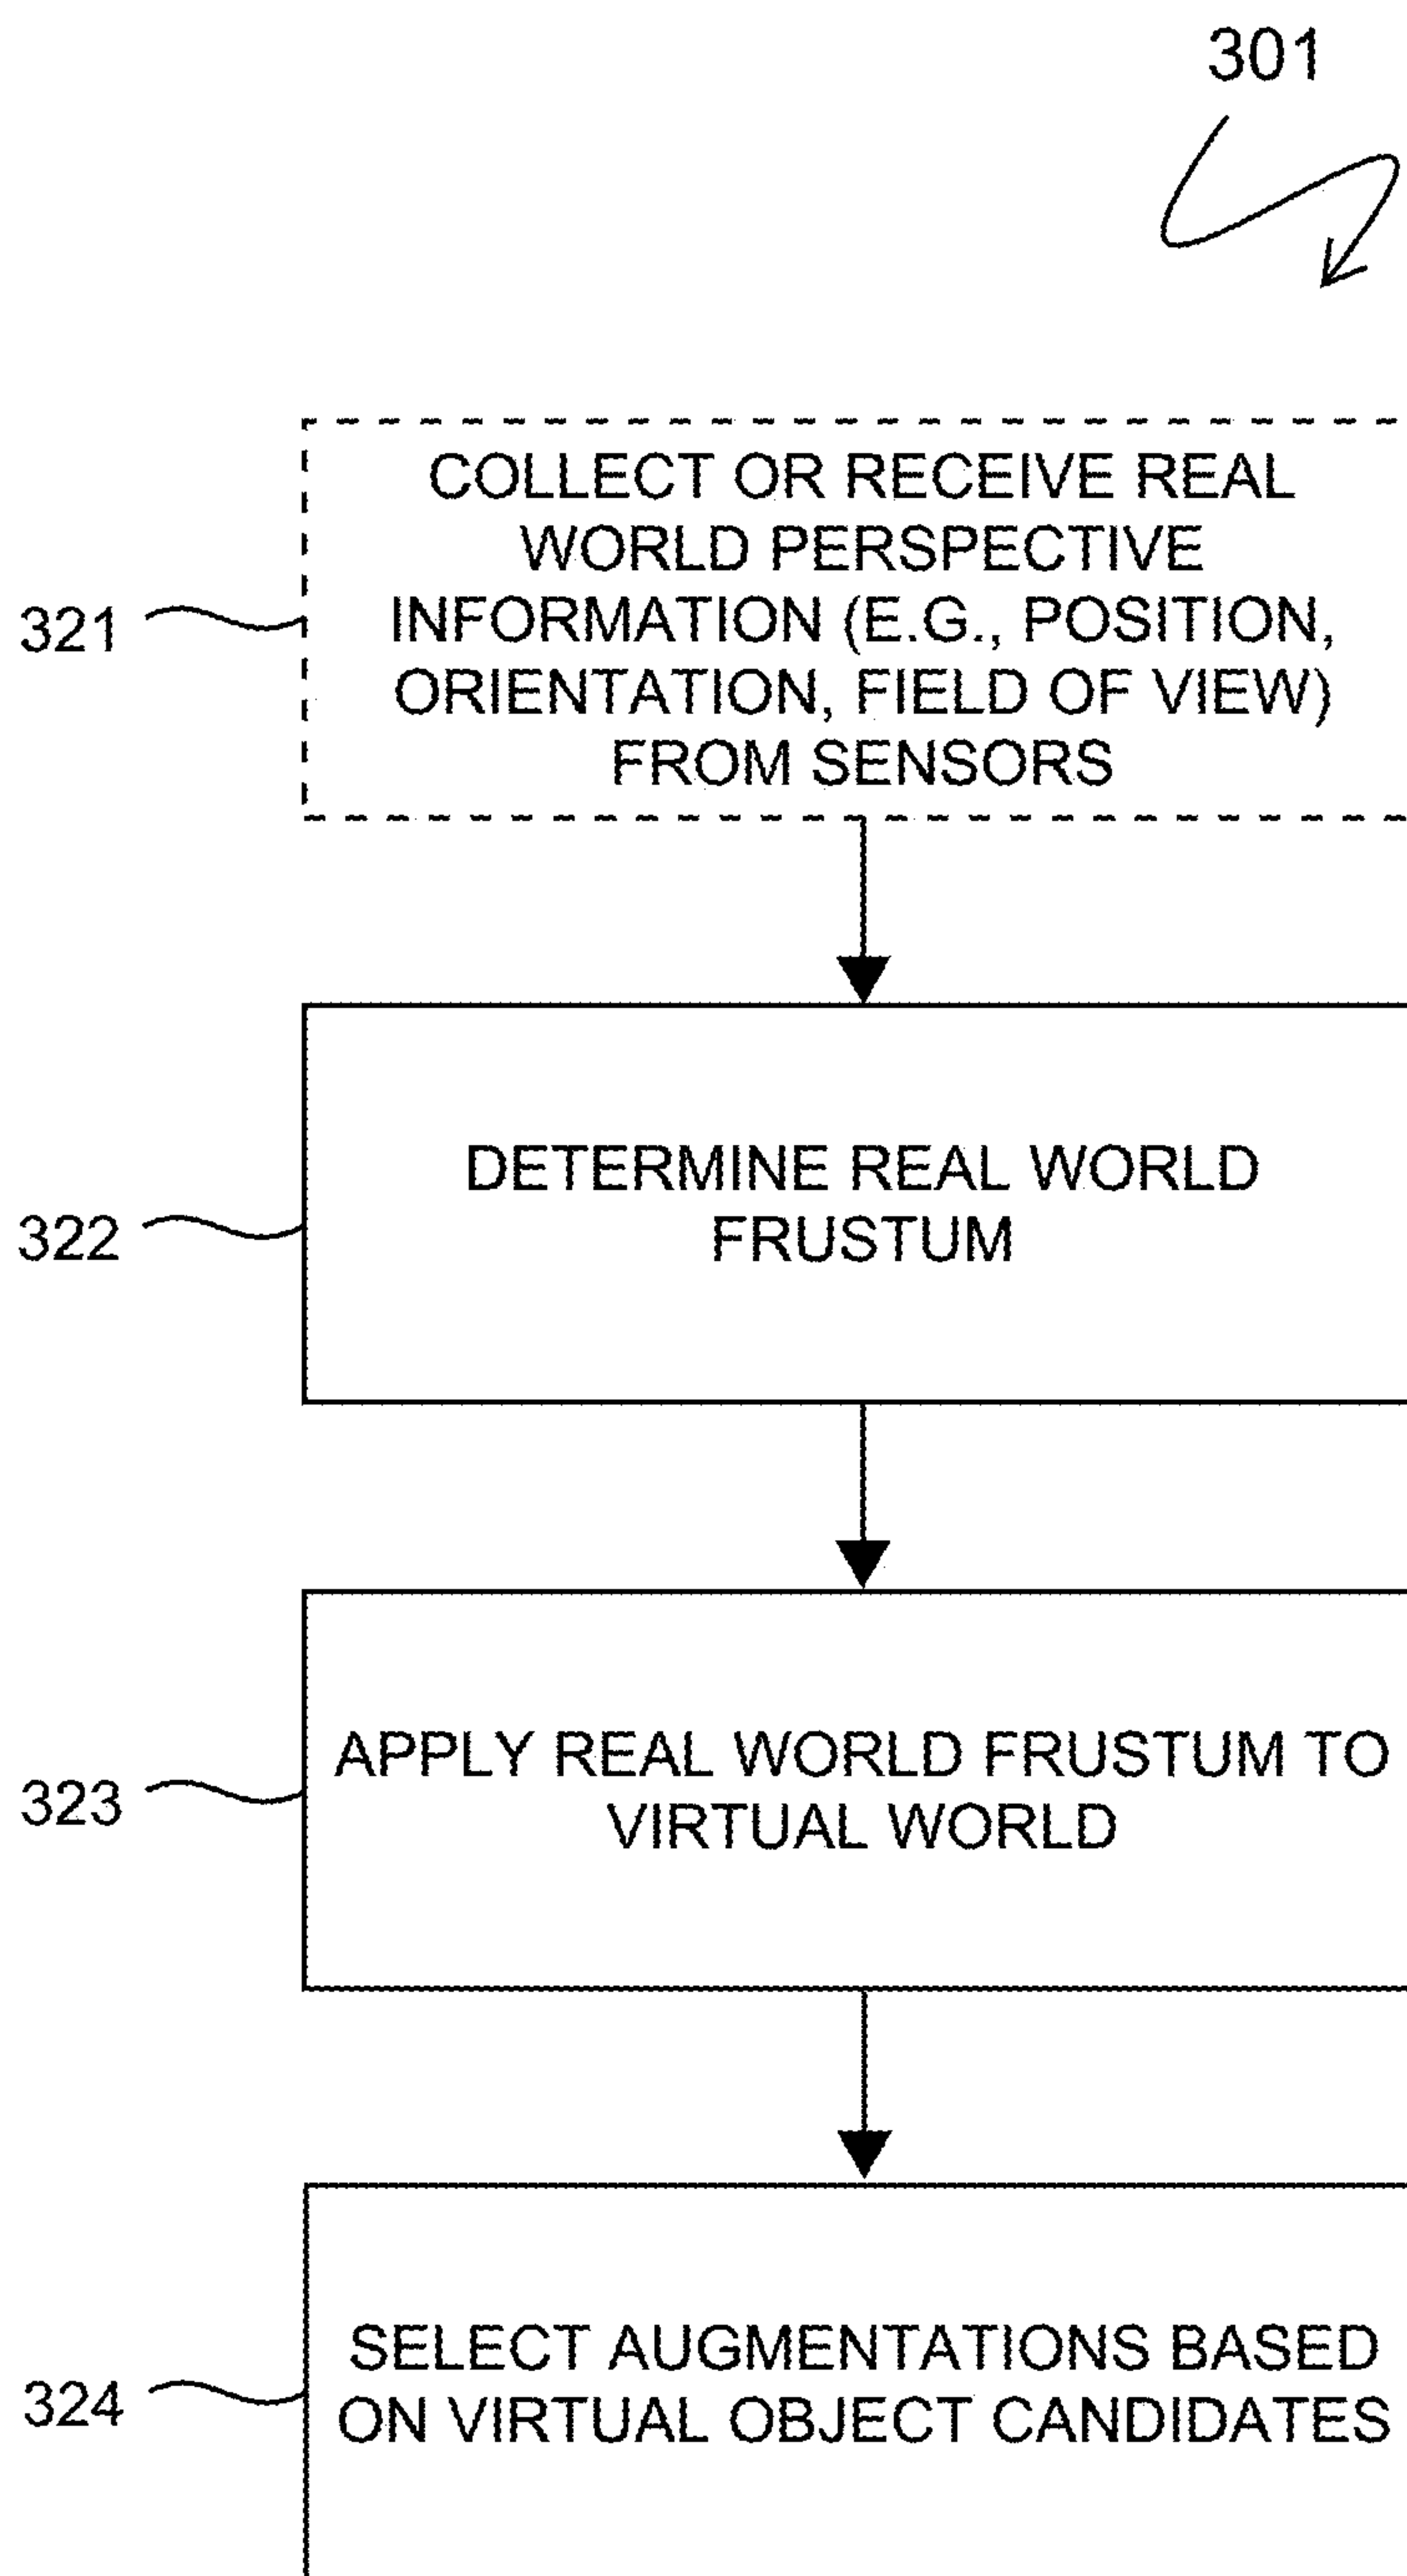 301
COLLECT OR RECEIVE REAL
WORLD PERSPECTIVE
INFORMATION (E.G., POSITION,
ORIENTATION, FIELD OF VIEW)
FROM SENSORS
321
DETERMINE REAL WORLD
FRUSTUM
322
APPLY REAL WORLD FRUSTUM TO
VIRTUAL WORLD
323
SELECT AUGMENTATIONS BASED
ON VIRTUAL OBJECT CANDIDATES
324